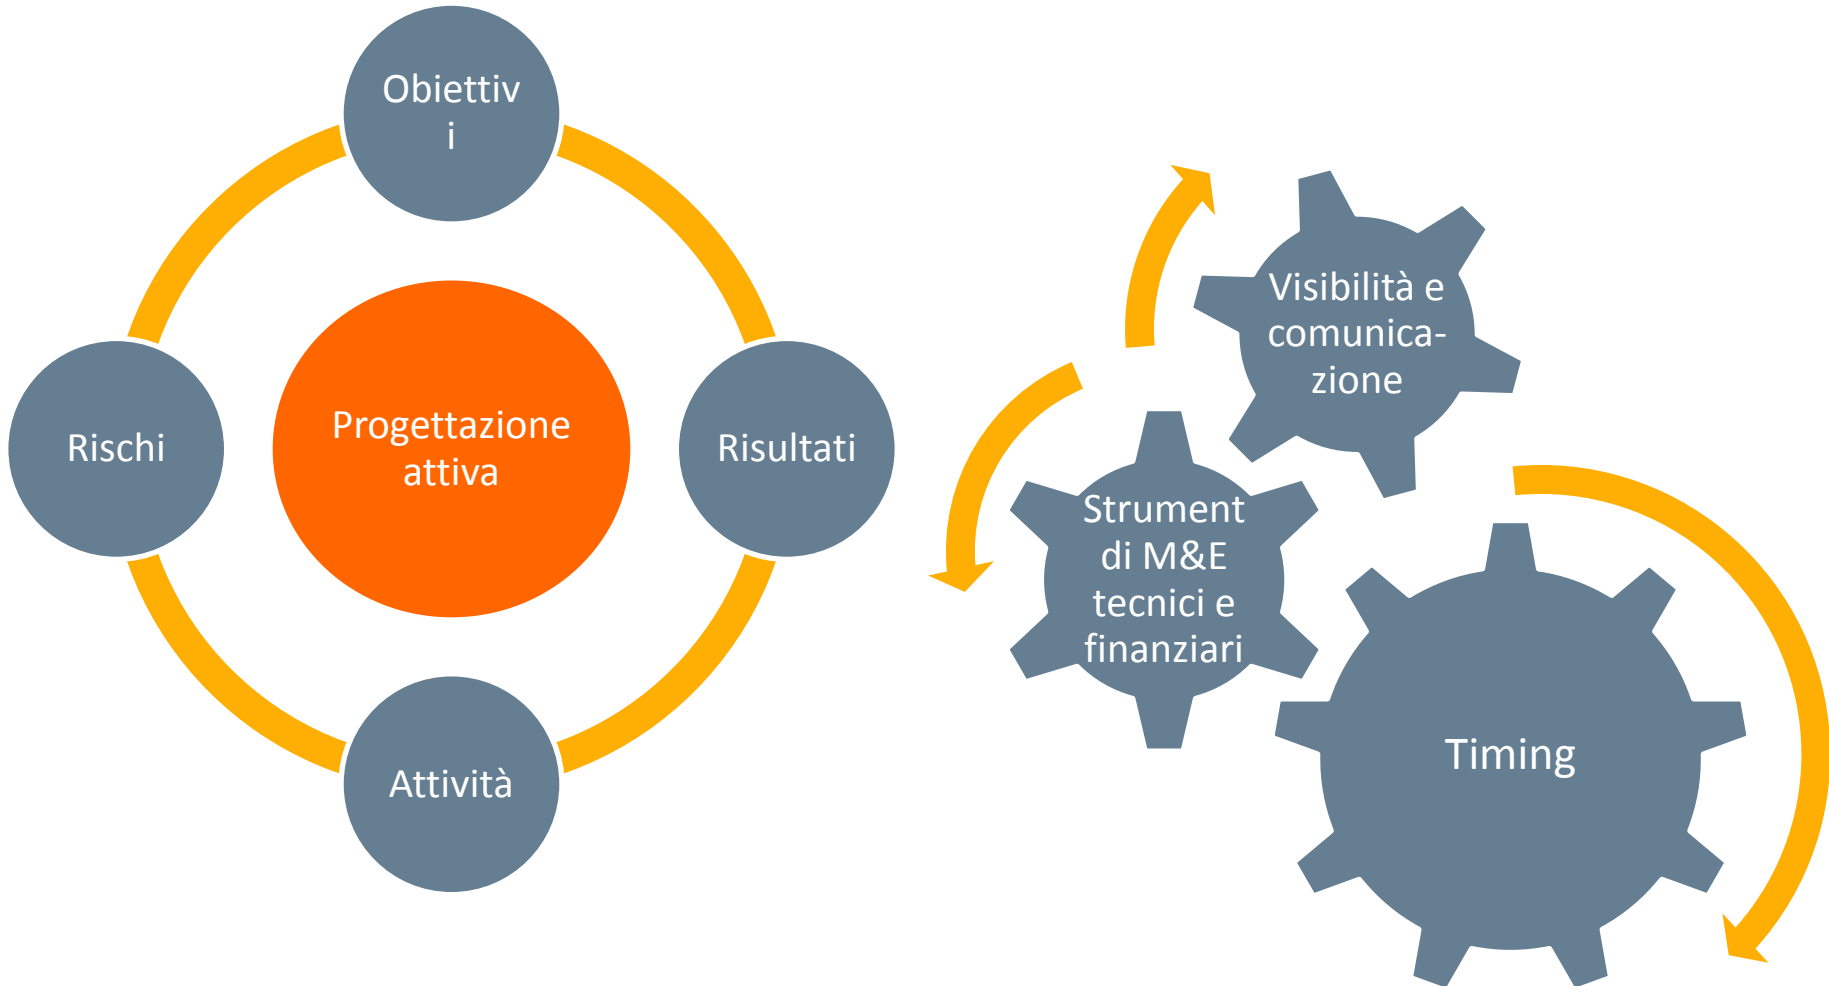 Obiettiv
i
Rischi
Progettazione
attiva
Risultati
Attività
Visibilità e
comunica-
zione
Strument
di M&E
tecnici e
finanziari
Timing